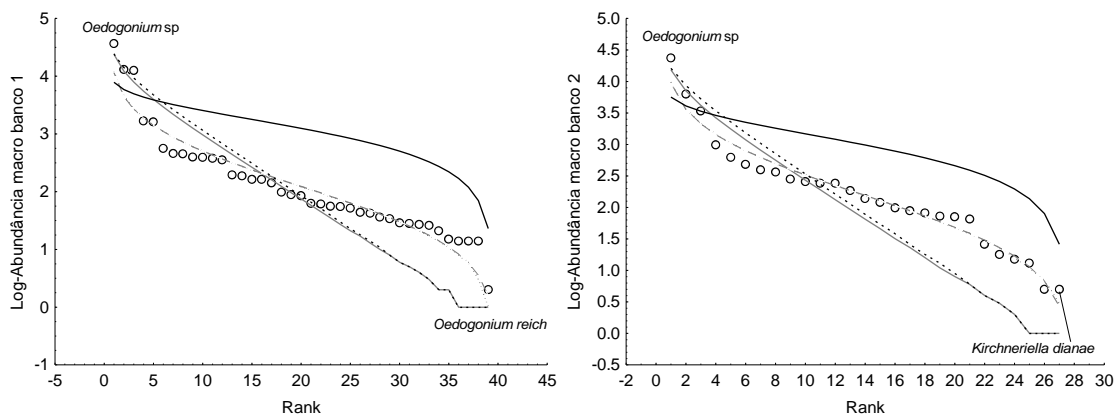 Log-Abundância macro banco 1
5
4
3
2
1
0
-1
Oedogonium sp
Oedogonium reich
-5 0 5 10 15 20 25 30 35 40 45
Rank
Log-Abundância macro banco 2
5.0
4.5
4.0
3.5
3.0
2.5
2.0
1.5
1.0
0.5
0.0
-0.5
Oedogonium sp
Kirchneriella dianae
-2 0 2 4 6 8 10 12 14 16 18 20 22 24 26 28 30
Rank